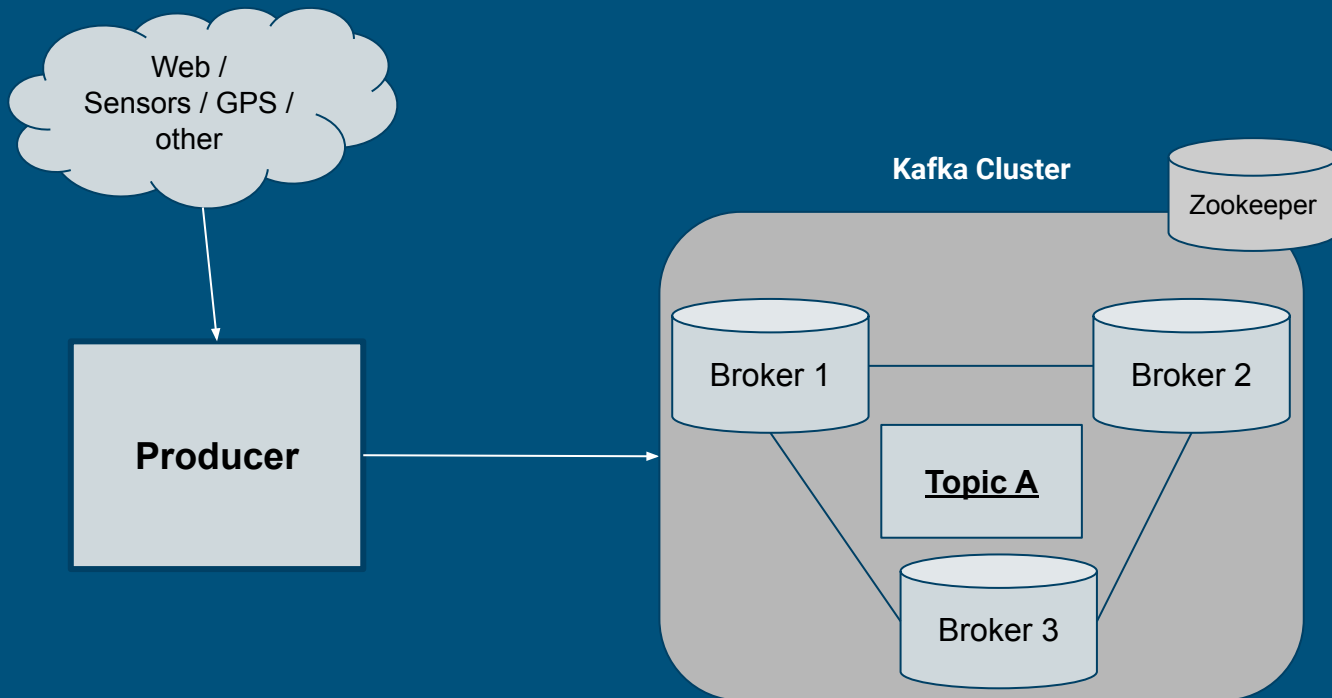 Web /
Sensors / GPS /
other
Kafka Cluster
Zookeeper
Broker 1
Broker 2
Producer
Topic A
Broker 3